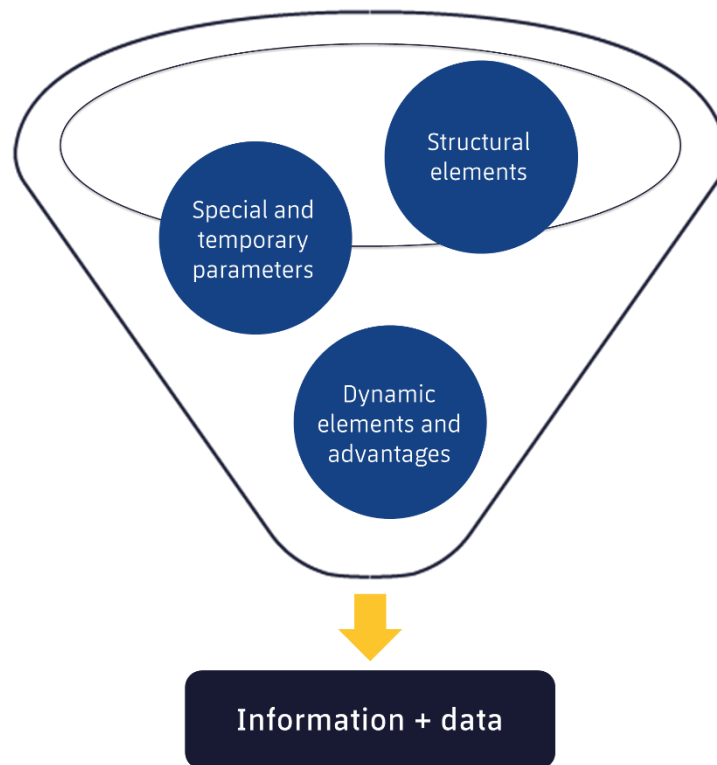 Structural
elements
Special and
temporary
parameters
Dynamic
elements and
advantages
Information + data